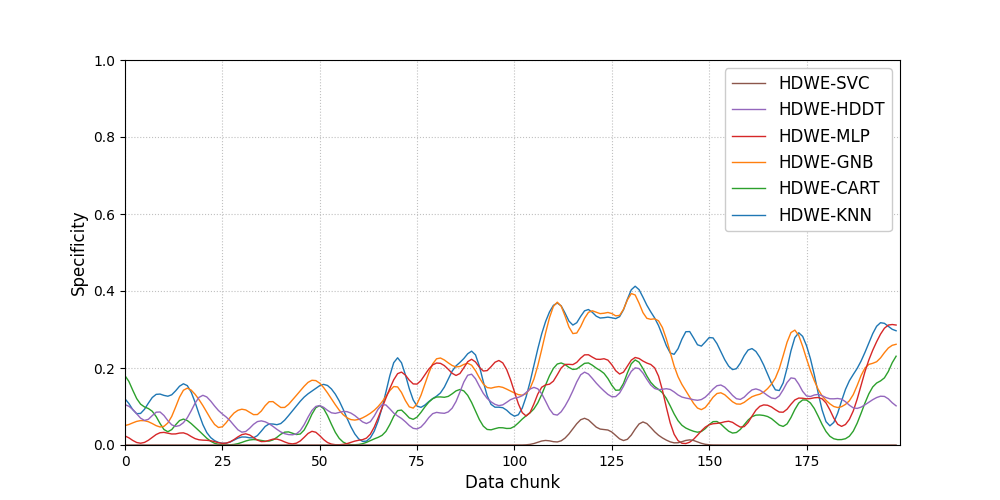 1.0
0.8
0.6
0.4
0.2
0.0
Specificity
HDWE-SVC
HDWE-HDDT
HDWE-MLP
HDWE-GNB
HDWE-CART
HDWE-KNN
0 25 50 75 100 125 150 175
Data chunk